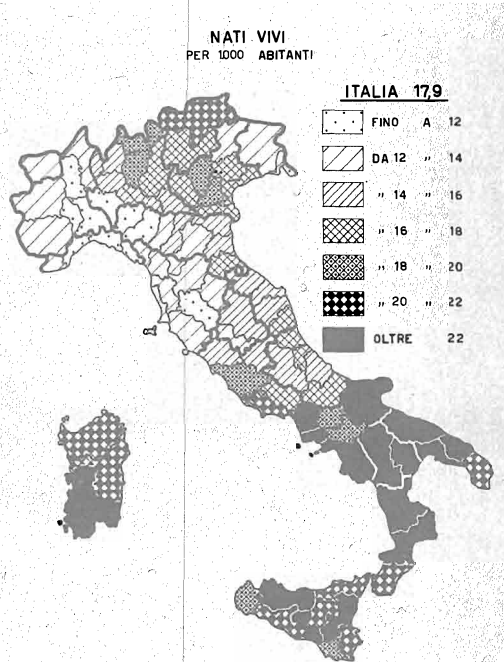 NATI VIVI
PER 1000 ABITANTI
ITALIA 17,9
FINO A 12
DA 12 " 14
" 14 " 16
" 16 " 18
" 18 " 20
" 20 " 22
OLTRE 22